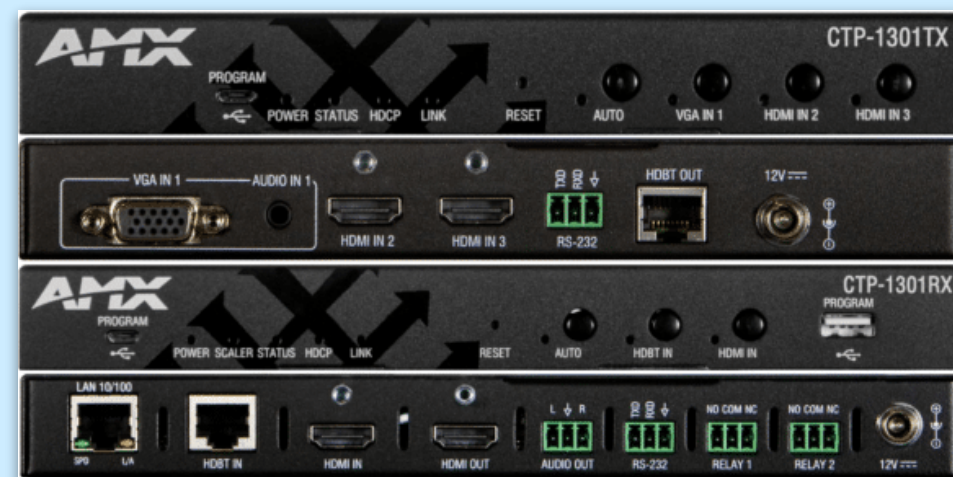 AMX
CTP-1301TX
PROGRAM
POWER STATUS HDCP LINK RESET AUTO VGA IN 1 HDMI IN 2 HDMI IN 3
VGA IN 1 AUDIO IN 1 TXD RXD HDBT OUT 12V
HDMI IN 2 HDMI IN 3 RS-232
AMX
CTP-1301RX
PROGRAM PROGRAM
POWER SCALER STATUS HDCP LINK RESET AUTO HDBT IN HDMI IN
LAN 10/100
L R TXD RXD NO COM NC NO COM NC
SPD L/A HDBT IN HDMI IN HDMI OUT AUDIO OUT RS-232 RELAY 1 RELAY 2 12V